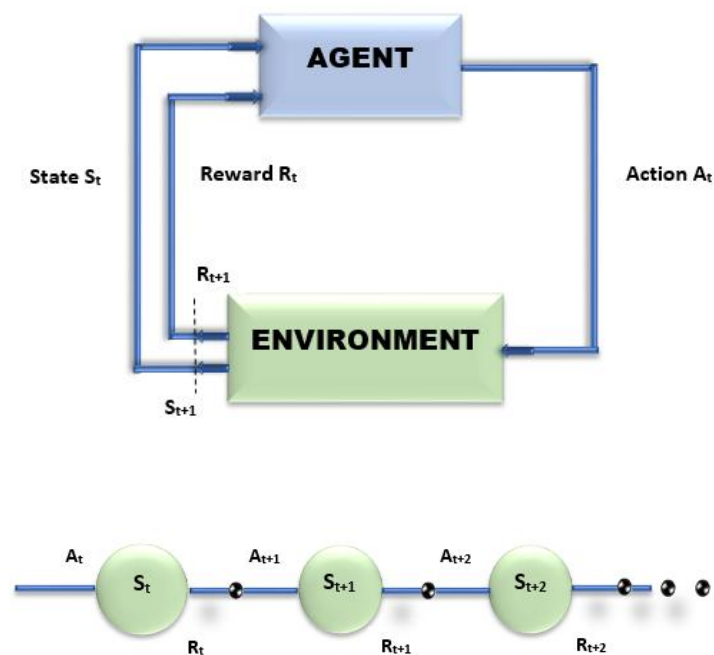 AGENT
State Sₜ
Reward Rₜ
Action Aₜ
Rₜ₊₁
ENVIRONMENT
Sₜ₊₁
Aₜ
Aₜ₊₁
Aₜ₊₂
Sₜ
Sₜ₊₁
Sₜ₊₂
Rₜ
Rₜ₊₁
Rₜ₊₂